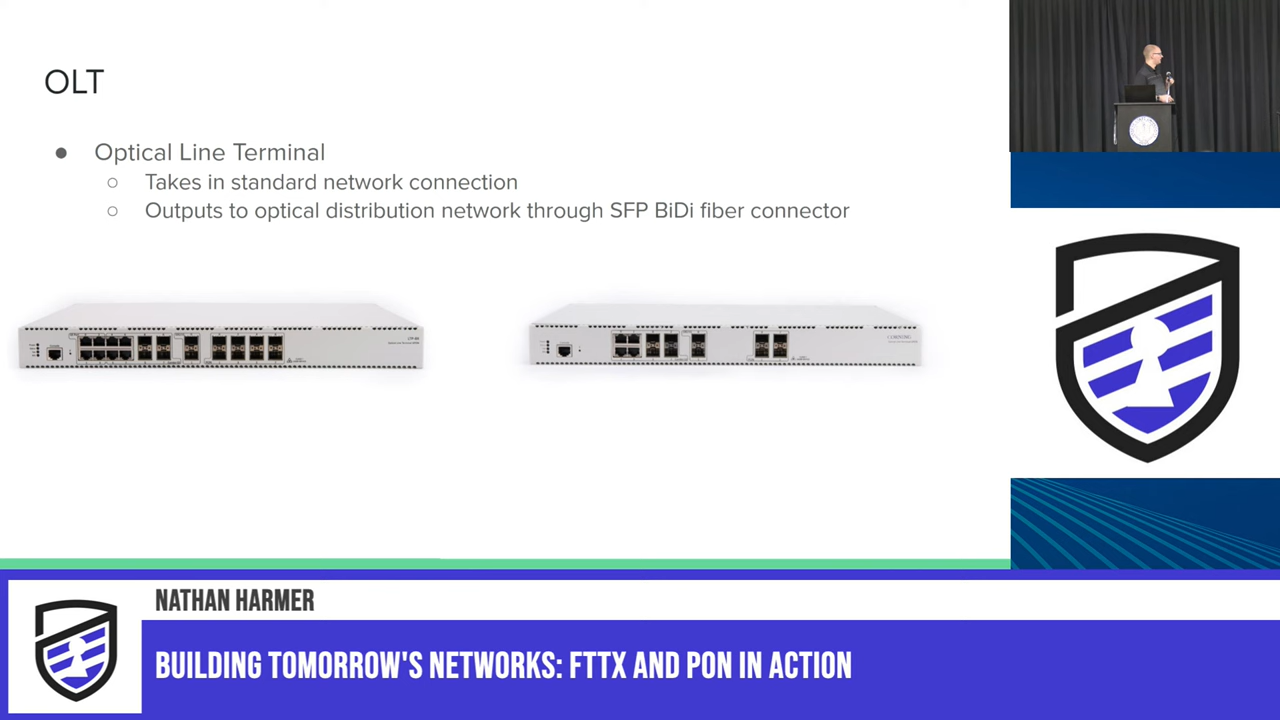 OLT
● Optical Line Terminal
○ Takes in standard network connection
○ Outputs to optical distribution network through SFP BiDi fiber connector
CORNING
NATHAN HARMER
BUILDING TOMORROW'S NETWORKS: FTTX AND PON IN ACTION